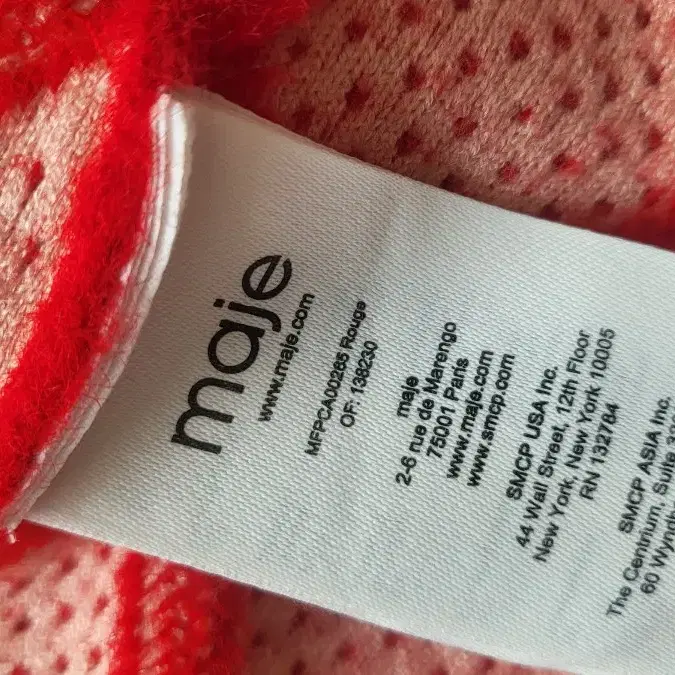 maje
www.maje.com
MFPCA00265 Rouge
OF: 138230
maje
2-6 rue de Marengo
75001 Paris
www.maje.com
www.smcp.com
SMCP USA Inc.
44 Wall Street, 12th Floor
New York, New York 10005
RN 132784
SMCP ASIA Inc.
The Centrium, Suite
60